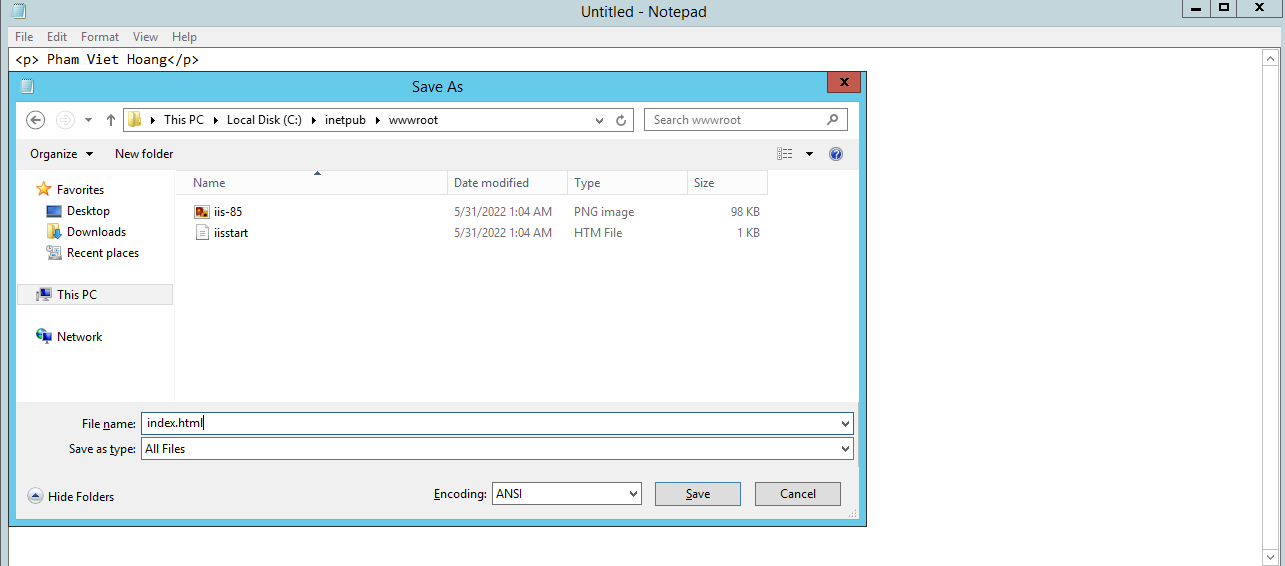 Untitled - Notepad
File Edit Format View Help
<p> Pham Viet Hoang</p>
Save As
This PC Local Disk (C:) inetpub wwwroot Search wwwroot
Organize New folder
Name Date modified Type Size
Favorites
Desktop
Downloads
Recent places
This PC
Network
iis-85 5/31/2022 1:04 AM PNG image 98 KB
iisstart 5/31/2022 1:04 AM HTM File 1 KB
File name: index.html
Save as type: All Files
Hide Folders Encoding: ANSI Save Cancel